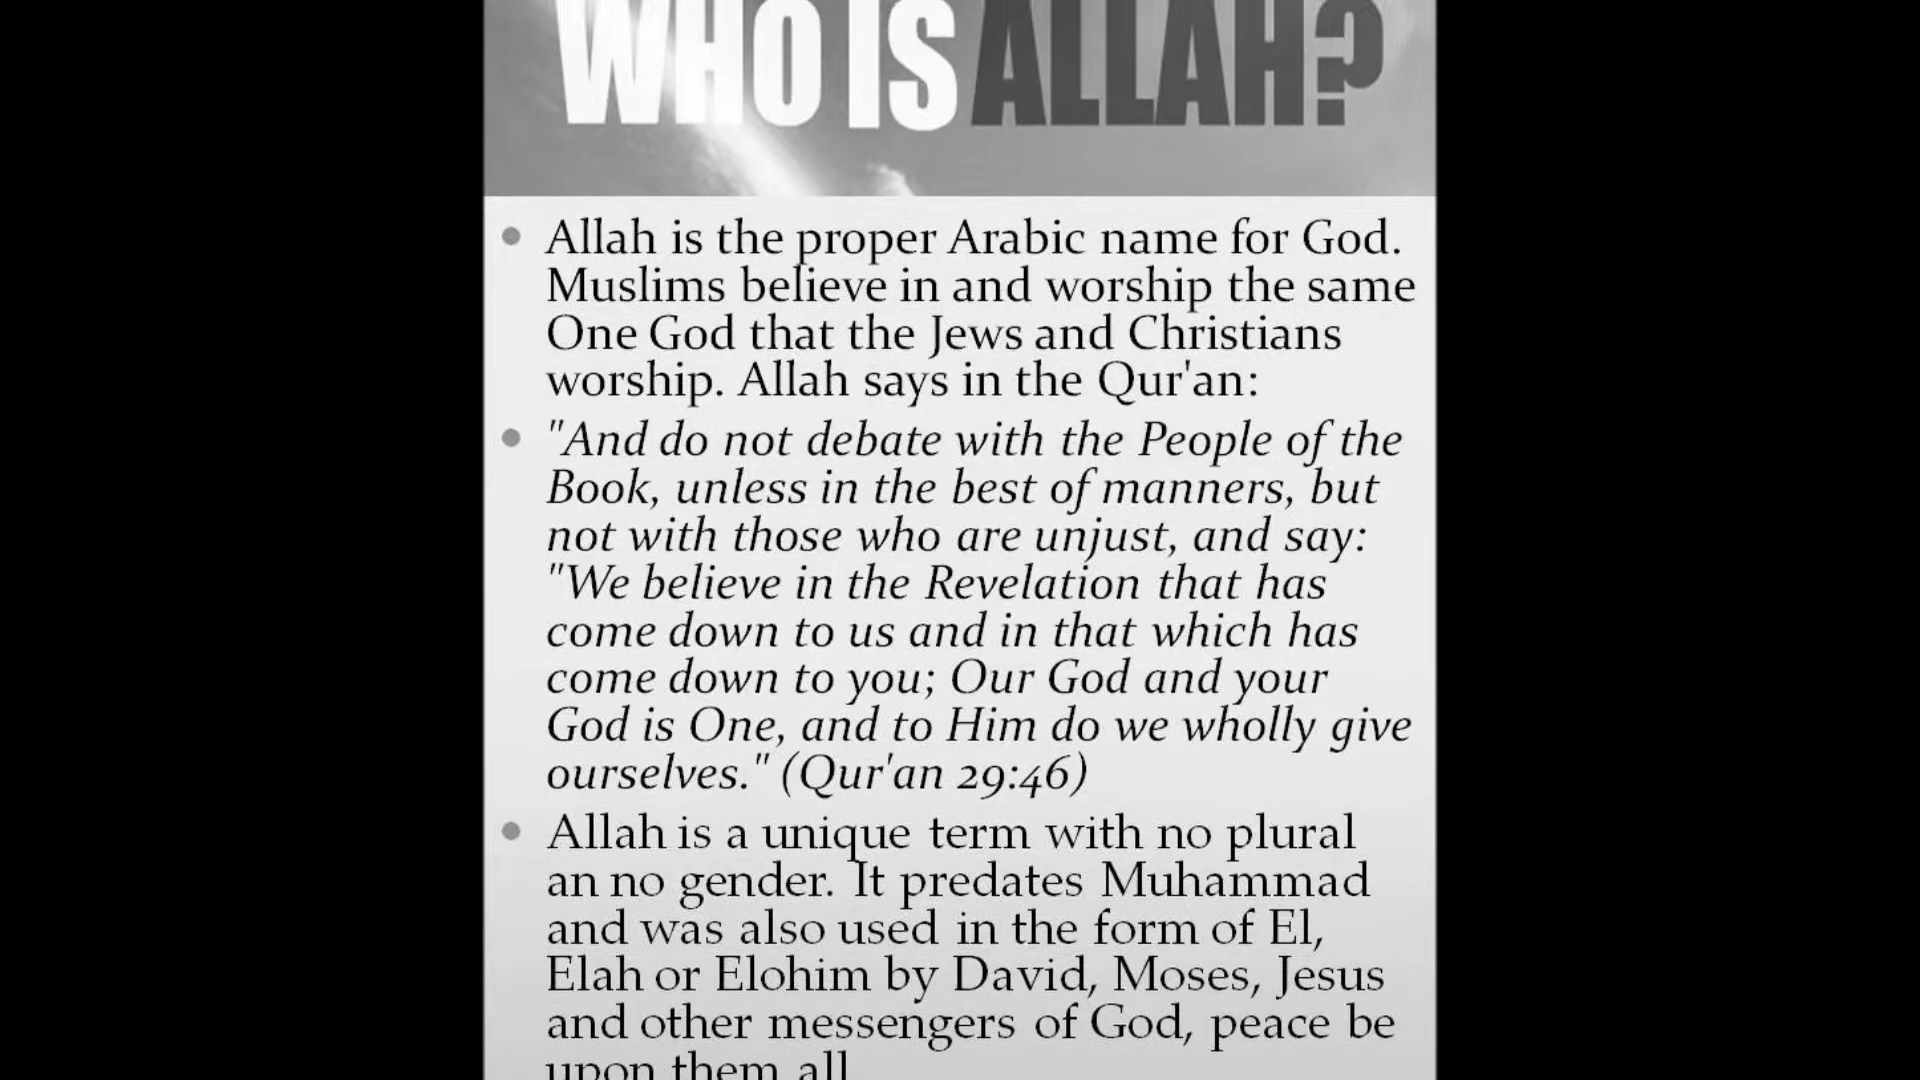 WHO IS ALLAH?
Allah is the proper Arabic name for God.
Muslims believe in and worship the same
One God that the Jews and Christians
worship. Allah says in the Qur'an:
"And do not debate with the People of the
Book, unless in the best of manners, but
not with those who are unjust, and say:
"We believe in the Revelation that has
come down to us and in that which has
come down to you; Our God and your
God is One, and to Him do we wholly give
ourselves." (Qur'an 29:46)
Allah is a unique term with no plural
an no gender. It predates Muhammad
and was also used in the form of El,
Elah or Elohim by David, Moses, Jesus
and other messengers of God, peace be
upon them all